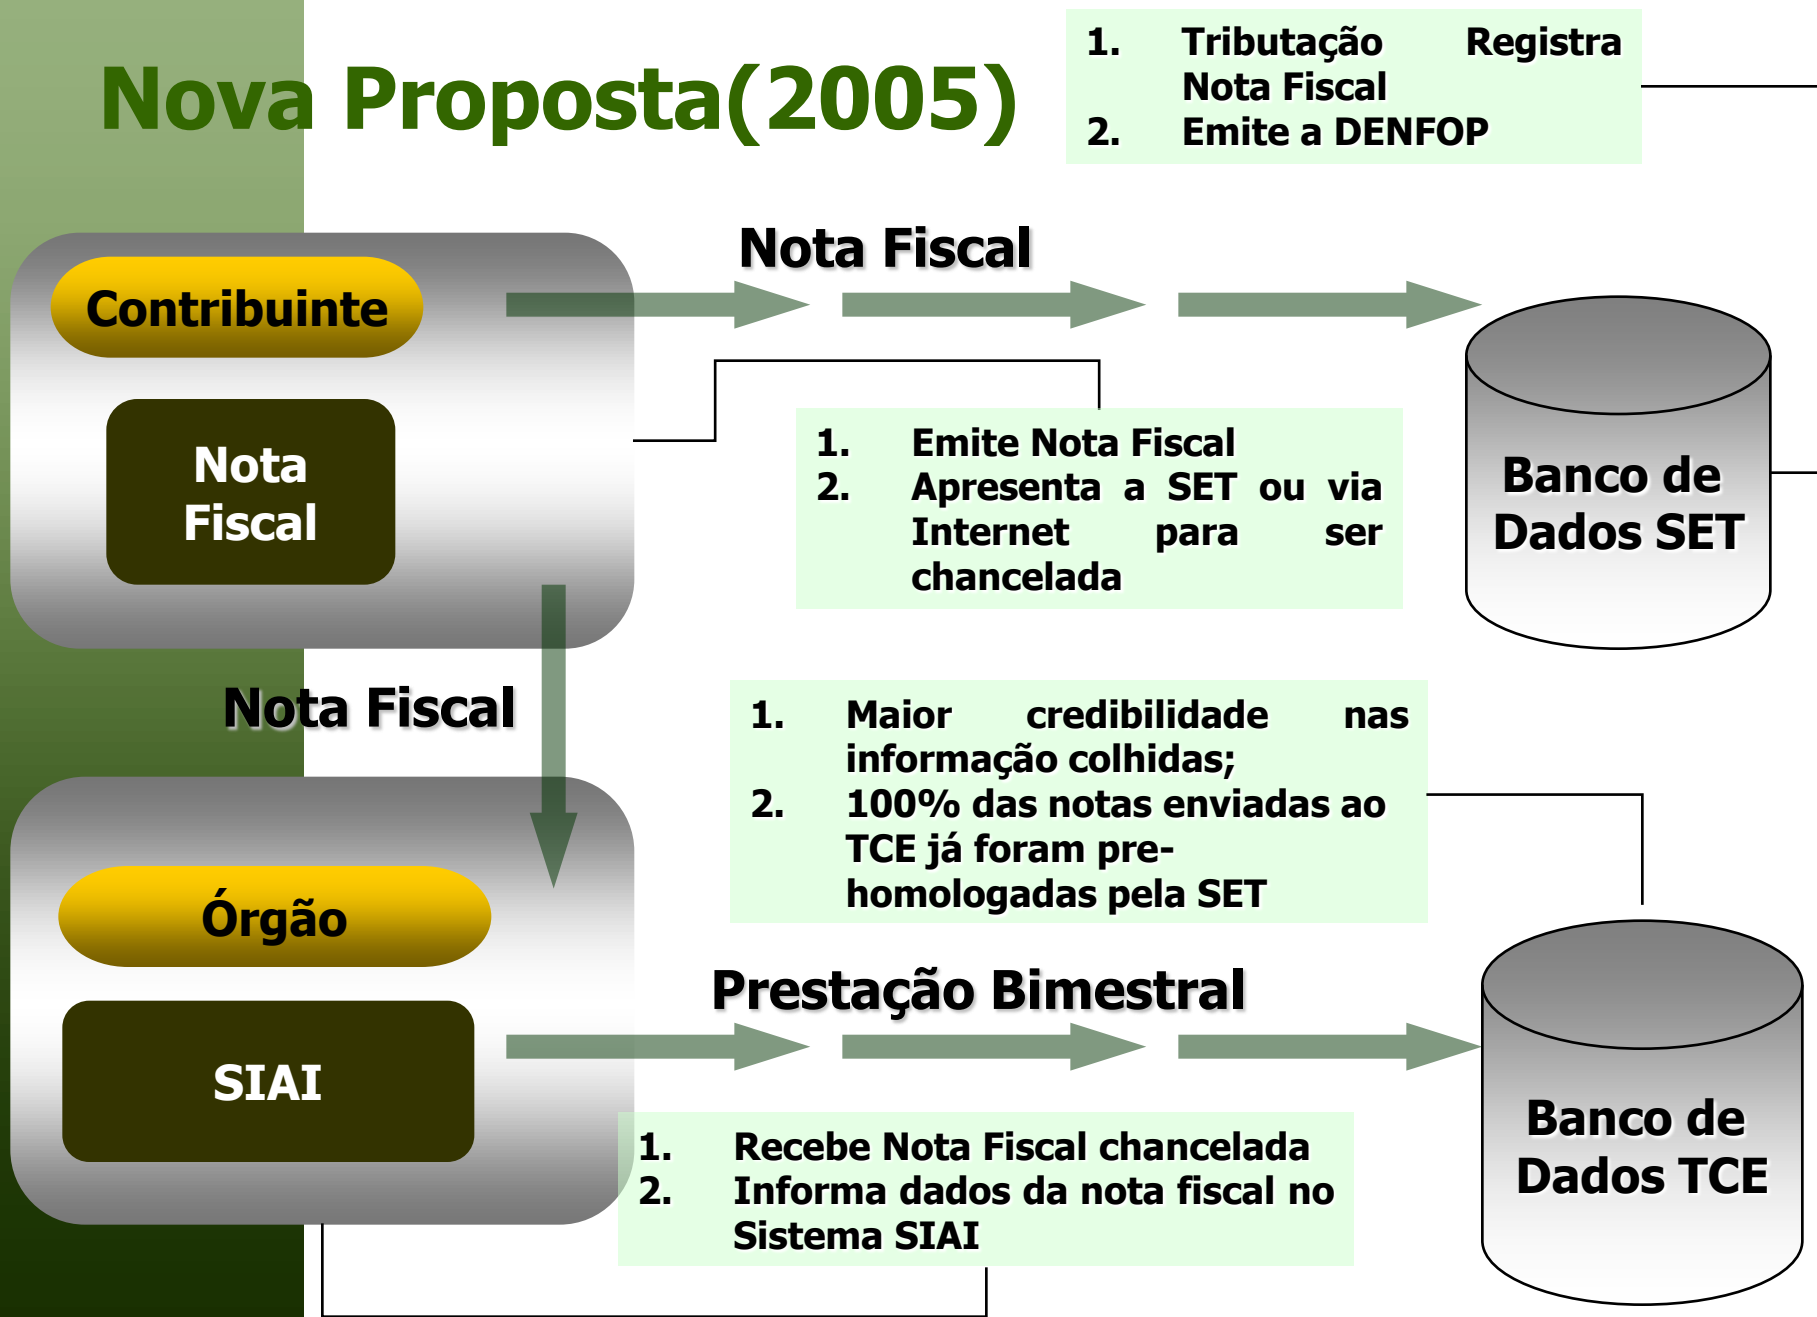 Nova Proposta(2005)
1. Tributação Registra
Nota Fiscal
2. Emite a DENFOP
Nota Fiscal
Contribuinte
Nota
Fiscal
1. Emite Nota Fiscal
2. Apresenta a SET ou via
Internet para ser
chancelada
Banco de
Dados SET
Nota Fiscal
1. Maior credibilidade nas
informação colhidas;
2. 100% das notas enviadas ao
TCE já foram pre-
homologadas pela SET
Órgão
SIAI
Prestação Bimestral
1. Recebe Nota Fiscal chancelada
2. Informa dados da nota fiscal no
Sistema SIAI
Banco de
Dados TCE